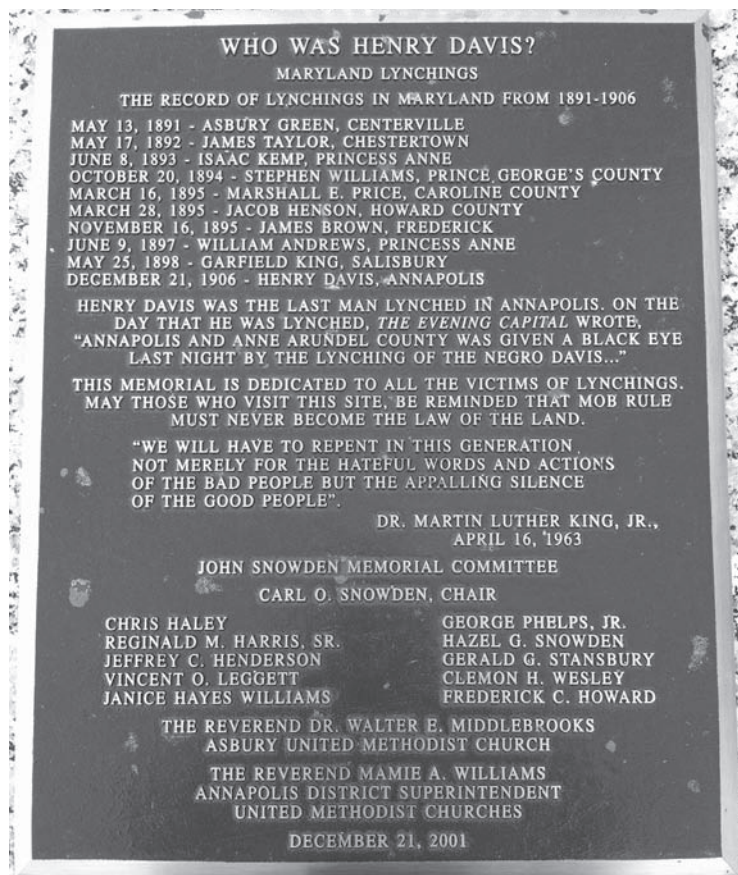 WHO WAS HENRY DAVIS?
MARYLAND LYNCHINGS
THE RECORD OF LYNCHINGS IN MARYLAND FROM 1891-1906
MAY 13, 1891 - ASBURY GREEN, CENTERVILLE
MAY 17, 1892 - JAMES TAYLOR, CHESTERTOWN
JUNE 8, 1893 - ISAAC KEMP, PRINCESS ANNE
OCTOBER 20, 1894 - STEPHEN WILLIAMS, PRINCE GEORGE'S COUNTY
MARCH 16, 1895 - MARSHALL E. PRICE, CAROLINE COUNTY
MARCH 28, 1895 - JACOB HENSON, HOWARD COUNTY
NOVEMBER 16, 1895 - JAMES BROWN, FREDERICK
JUNE 9, 1897 - WILLIAM ANDREWS, PRINCESS ANNE
MAY 25, 1898 - GARFIELD KING, SALISBURY
DECEMBER 21, 1906 - HENRY DAVIS, ANNAPOLIS
HENRY DAVIS WAS THE LAST MAN LYNCHED IN ANNAPOLIS. ON THE
DAY THAT HE WAS LYNCHED, THE EVENING CAPITAL WROTE,
"ANNAPOLIS AND ANNE ARUNDEL COUNTY WAS GIVEN A BLACK EYE
LAST NIGHT BY THE LYNCHING OF THE NEGRO DAVIS..."
THIS MEMORIAL IS DEDICATED TO ALL THE VICTIMS OF LYNCHINGS.
MAY THOSE WHO VISIT THIS SITE, BE REMINDED THAT MOB RULE
MUST NEVER BECOME THE LAW OF THE LAND.
"WE WILL HAVE TO REPENT IN THIS GENERATION
NOT MERELY FOR THE HATEFUL WORDS AND ACTIONS
OF THE BAD PEOPLE BUT THE APPALLING SILENCE
OF THE GOOD PEOPLE".
DR. MARTIN LUTHER KING, JR.,
APRIL 16, 1963
JOHN SNOWDEN MEMORIAL COMMITTEE
CARL O. SNOWDEN, CHAIR
CHRIS HALEY
REGINALD M. HARRIS, SR.
JEFFREY C. HENDERSON
VINCENT O. LEGGETT
JANICE HAYES WILLIAMS
GEORGE PHELPS, JR.
HAZEL G. SNOWDEN
GERALD G. STANSBURY
CLEMON H. WESLEY
FREDERICK C. HOWARD
THE REVEREND DR. WALTER E. MIDDLEBROOKS
ASBURY UNITED METHODIST CHURCH
THE REVEREND MAMIE A. WILLIAMS
ANNAPOLIS DISTRICT SUPERINTENDENT
UNITED METHODIST CHURCHES
DECEMBER 21, 2001